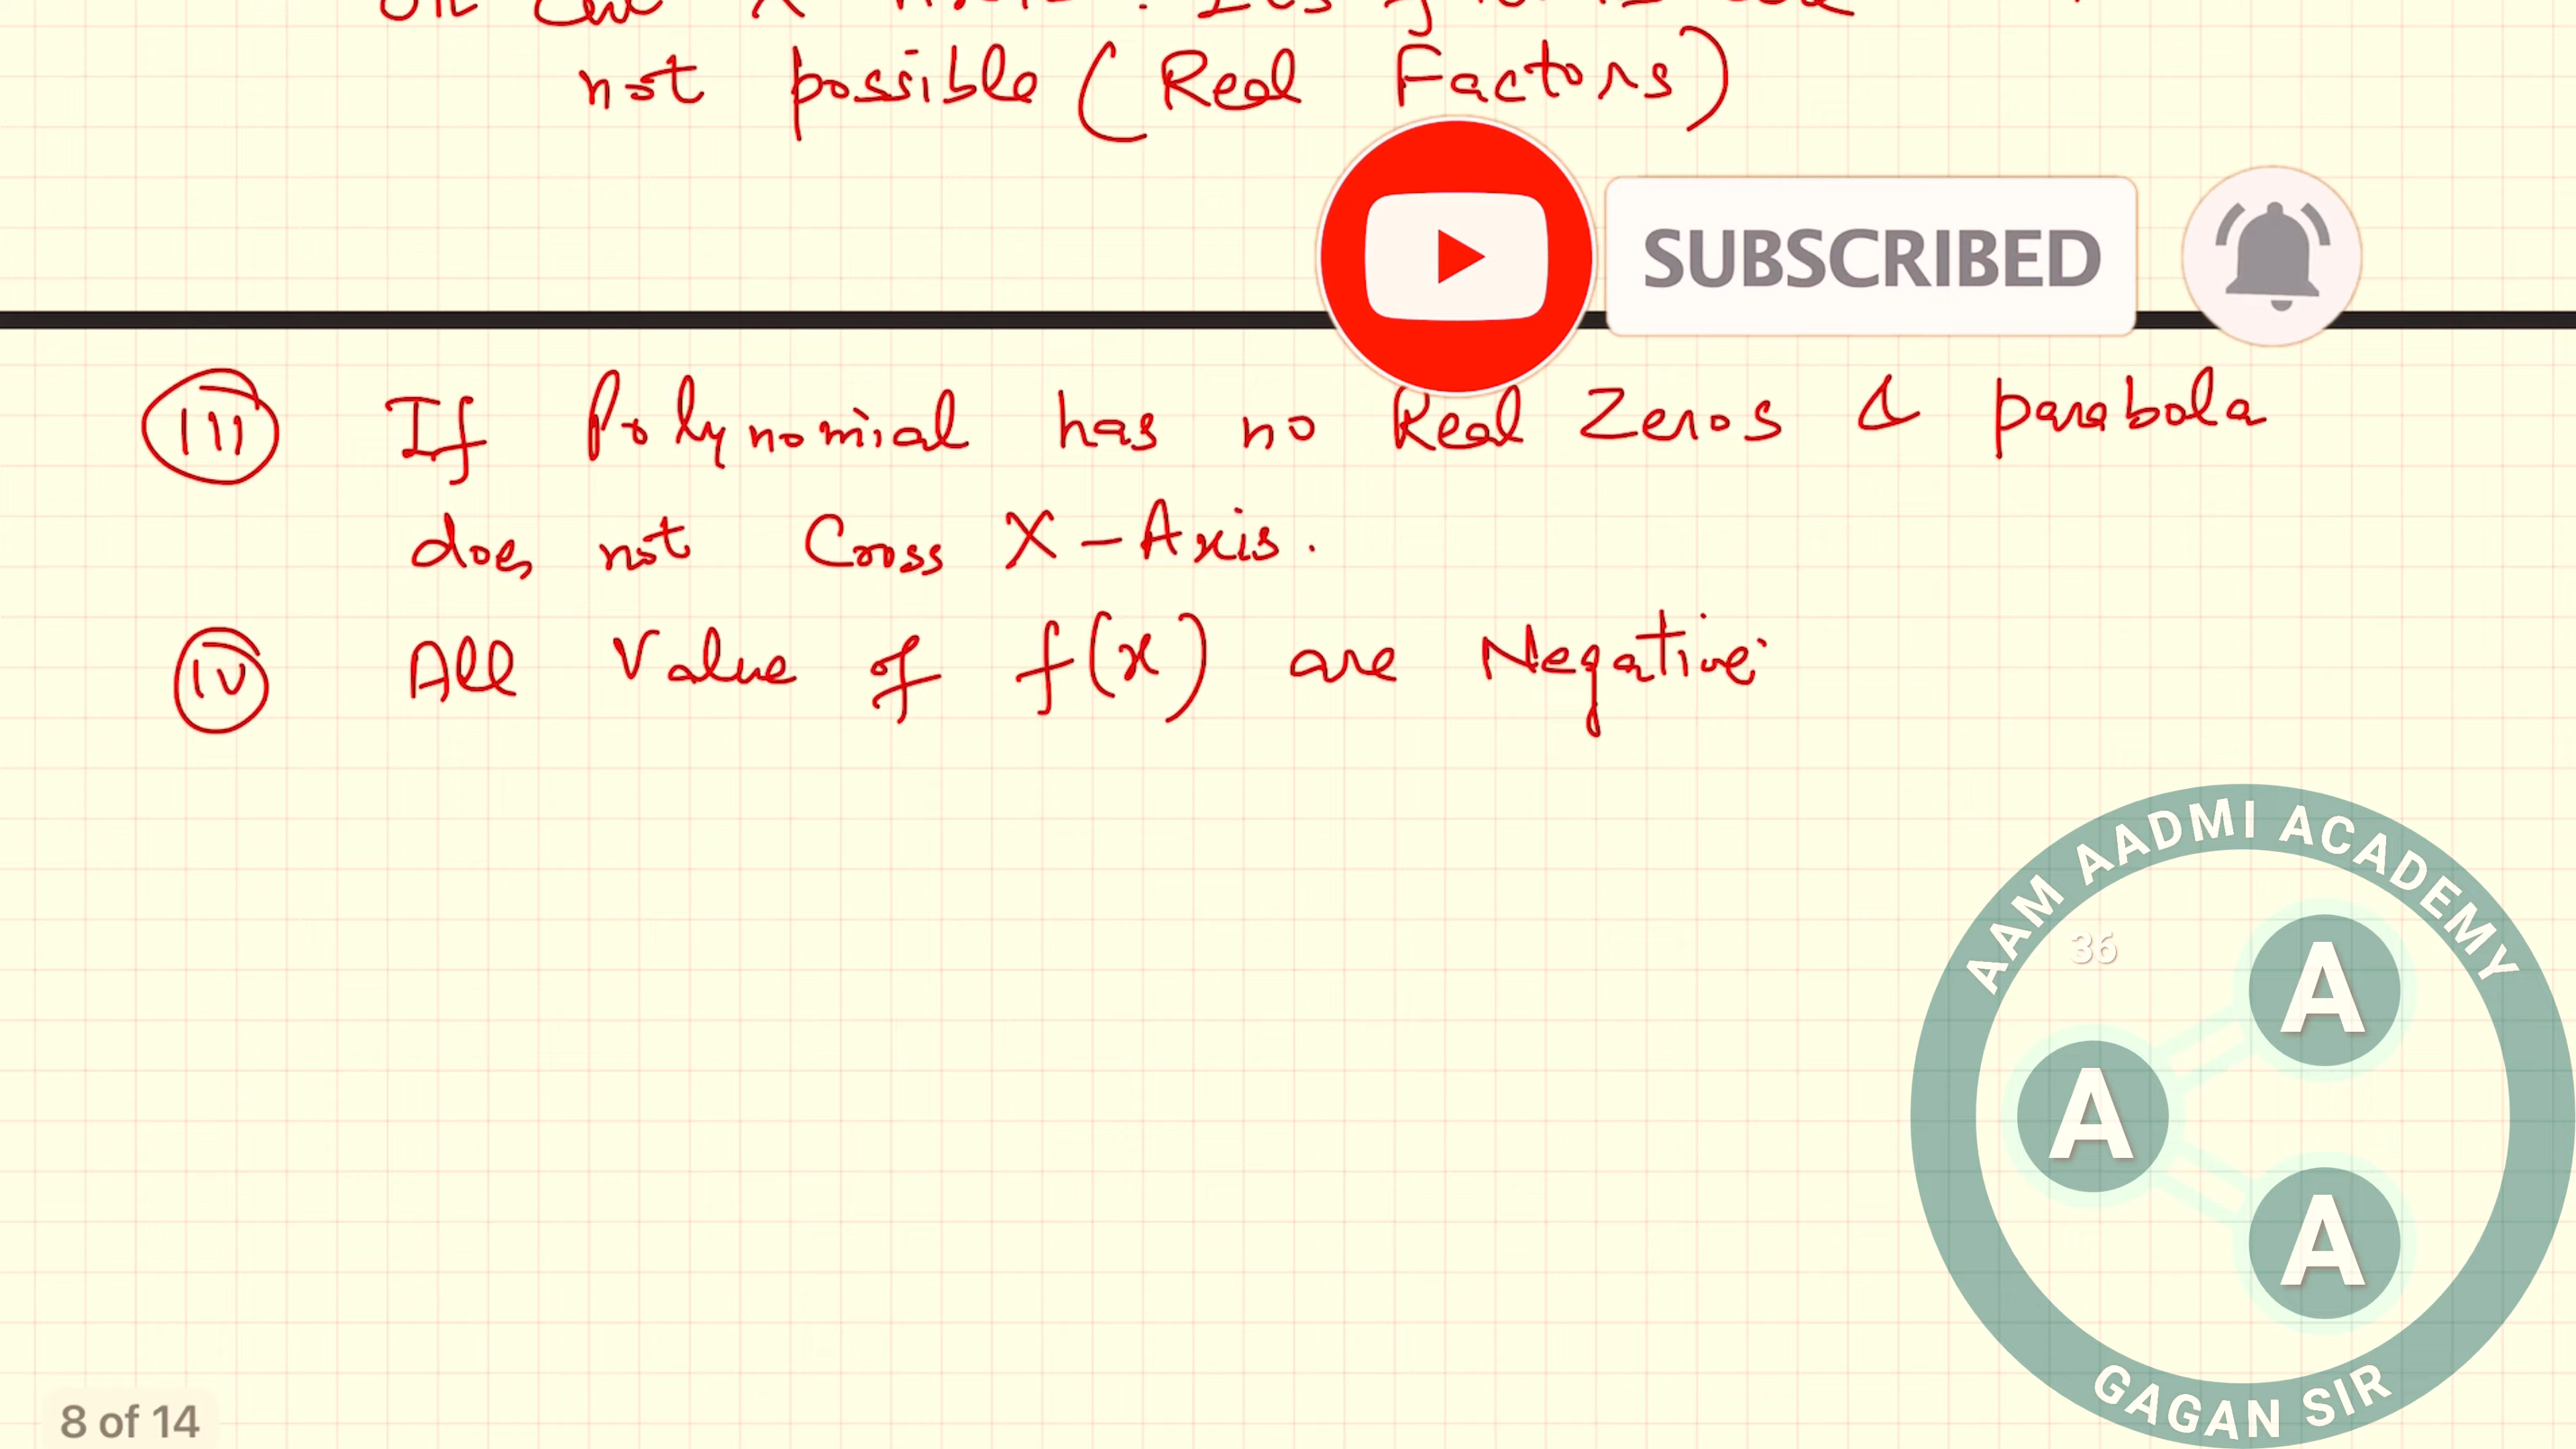 not possible (Real Factors)
SUBSCRIBED
(iii) If Polynomial has no Real Zeros & parabola
does not Cross X-Axis.
(iv) All Value of f(x) are Negative.
AAM AADMI ACADEMY
36
A
A
A
GAGAN SIR
8 of 14